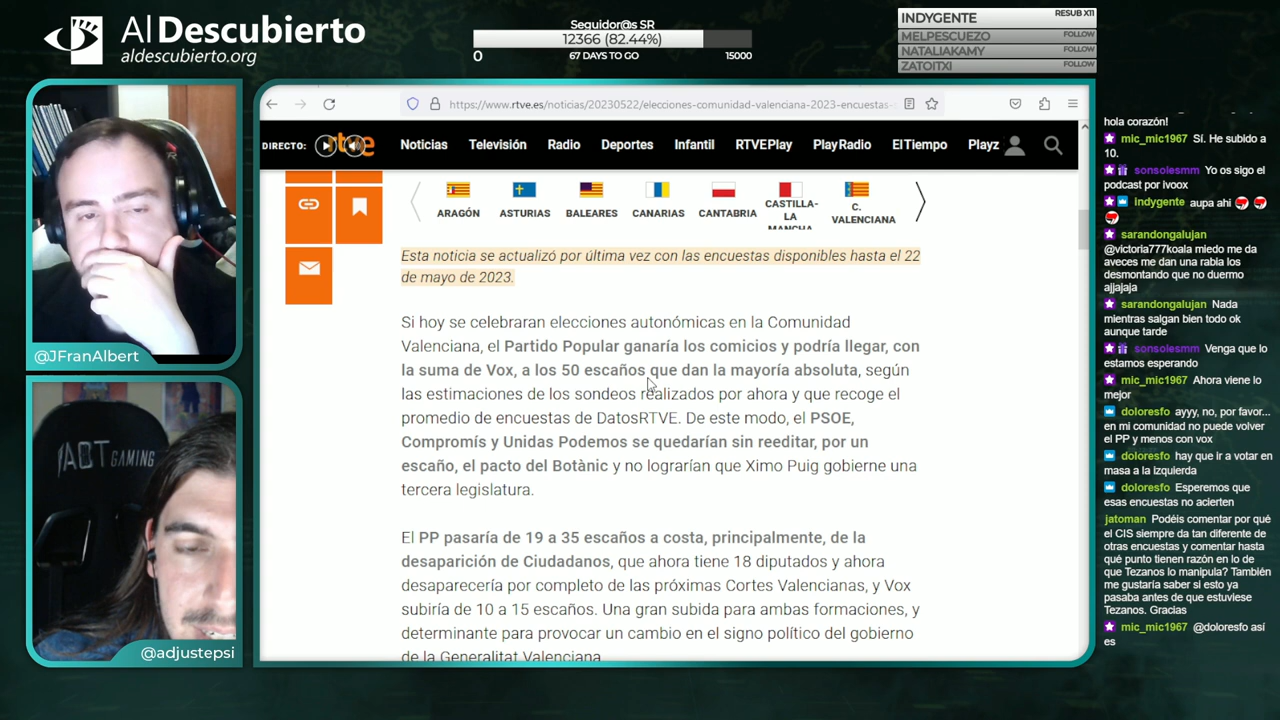 Al Descubierto
aldescubierto.org
Seguidor@s SR
12366 (82.44%)
0
67 DAYS TO GO
15000
INDYGENTE
RESUB X11
MELPESCUEZO
FOLLOW
NATALIAKAMY
FOLLOW
ZATOITXI
FOLLOW
@JFranAlbert
ADT GAMING
@adjustepsi
https://www.rtve.es/noticias/20230522/elecciones-comunidad-valenciana-2023-encuestas-
DIRECTO:
rtve
Noticias
Televisión
Radio
Deportes
Infantil
RTVEPlay
PlayRadio
ElTiempo
Playz
ARAGÓN
ASTURIAS
BALEARES
CANARIAS
CANTABRIA
CASTILLA-
LA
MANCHA
C.
VALENCIANA
Esta noticia se actualizó por última vez con las encuestas disponibles hasta el 22
de mayo de 2023.
Si hoy se celebraran elecciones autonómicas en la Comunidad
Valenciana, el Partido Popular ganaría los comicios y podría llegar, con
la suma de Vox, a los 50 escaños que dan la mayoría absoluta, según
las estimaciones de los sondeos realizados por ahora y que recoge el
promedio de encuestas de DatosRTVE. De este modo, el PSOE,
Compromís y Unidas Podemos se quedarían sin reeditar, por un
escaño, el pacto del Botànic y no lograrían que Ximo Puig gobierne una
tercera legislatura.
El PP pasaría de 19 a 35 escaños a costa, principalmente, de la
desaparición de Ciudadanos, que ahora tiene 18 diputados y ahora
desaparecería por completo de las próximas Cortes Valencianas, y Vox
subiría de 10 a 15 escaños. Una gran subida para ambas formaciones, y
determinante para provocar un cambio en el signo político del gobierno
de la Generalitat Valenciana
hola corazón!
mic_mic1967 SÍ. He subido a
10.
sonsolesmm Yo os sigo el
podcast por ivoox
indygente aupa ahi
sarandongalujan
@victoria777koala miedo me da
aveces me dan una rabia los
desmontando que no duermo
ajjajaja
sarandongalujan Nada
mientras salgan bien todo ok
aunque tarde
sonsolesmm Venga que lo
estamos esperando
mic_mic1967 Ahora viene lo
mejor
doloresfo ayyy, no, por favor...
en mi comunidad no puede volver
el PP y menos con vox
doloresfo hay que ir a votar en
masa a la izquierda
doloresfo Esperemos que
esas encuestas no acierten
jatoman Podéis comentar por qué
el CIS siempre da tan diferente de
otras encuestas y comentar hasta
qué punto tienen razón en lo de
que Tezanos lo manipula? También
me gustaría saber si esto ya
pasaba antes de que estuviese
Tezanos. Gracias
mic_mic1967 @doloresfo así
es